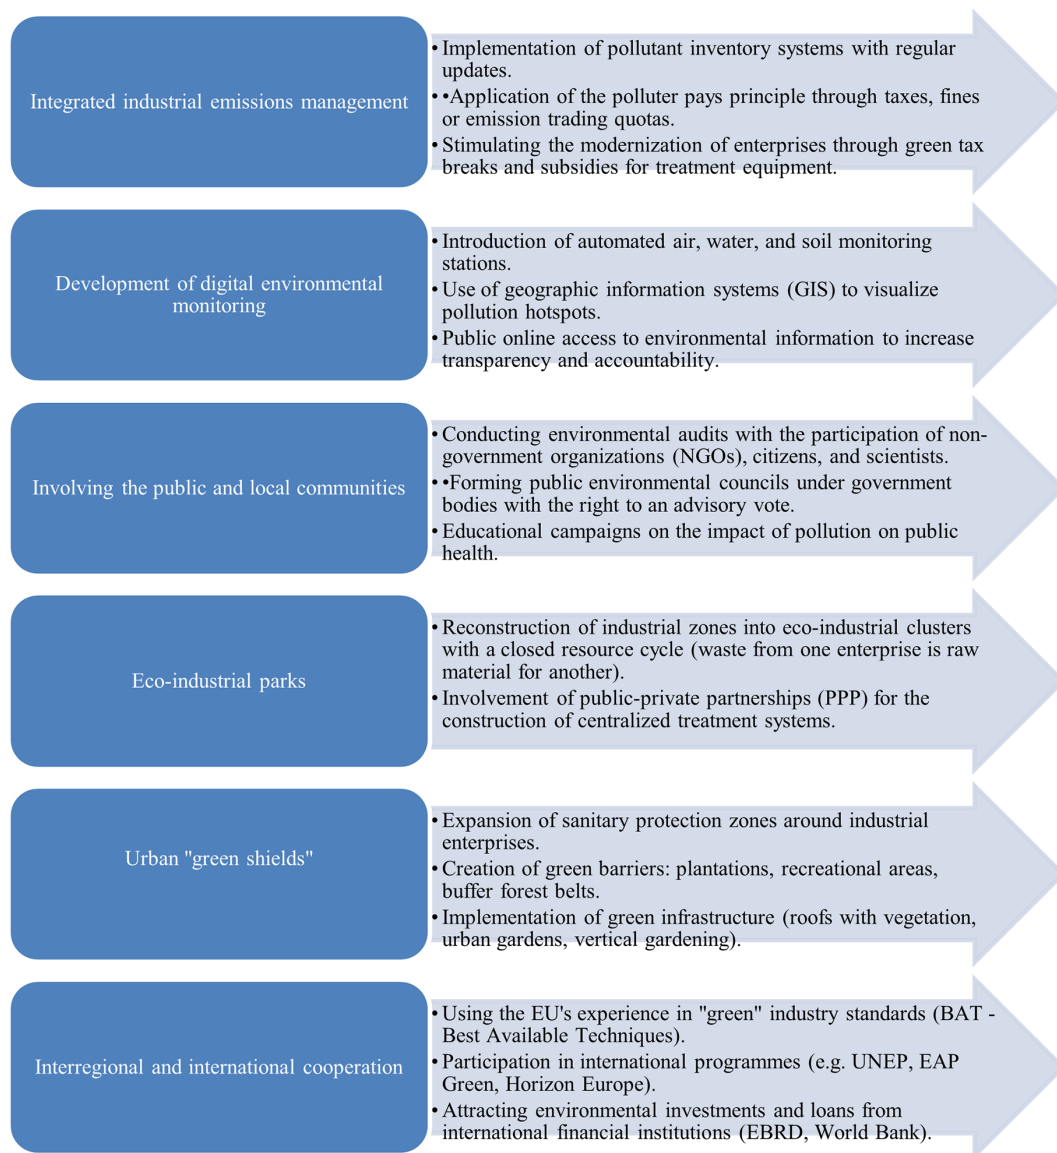 Integrated industrial emissions management
• Implementation of pollutant inventory systems with regular
updates.
• •Application of the polluter pays principle through taxes, fines
or emission trading quotas.
• Stimulating the modernization of enterprises through green tax
breaks and subsidies for treatment equipment.
Development of digital environmental
monitoring
• Introduction of automated air, water, and soil monitoring
stations.
• Use of geographic information systems (GIS) to visualize
pollution hotspots.
• Public online access to environmental information to increase
transparency and accountability.
Involving the public and local communities
• Conducting environmental audits with the participation of non-
government organizations (NGOs), citizens, and scientists.
• •Forming public environmental councils under government
bodies with the right to an advisory vote.
• Educational campaigns on the impact of pollution on public
health.
Eco-industrial parks
• Reconstruction of industrial zones into eco-industrial clusters
with a closed resource cycle (waste from one enterprise is raw
material for another).
• Involvement of public-private partnerships (PPP) for the
construction of centralized treatment systems.
Urban "green shields"
• Expansion of sanitary protection zones around industrial
enterprises.
• Creation of green barriers: plantations, recreational areas,
buffer forest belts.
• Implementation of green infrastructure (roofs with vegetation,
urban gardens, vertical gardening).
Interregional and international cooperation
• Using the EU's experience in "green" industry standards (BAT -
Best Available Techniques).
• Participation in international programmes (e.g. UNEP, EAP
Green, Horizon Europe).
• Attracting environmental investments and loans from
international financial institutions (EBRD, World Bank).